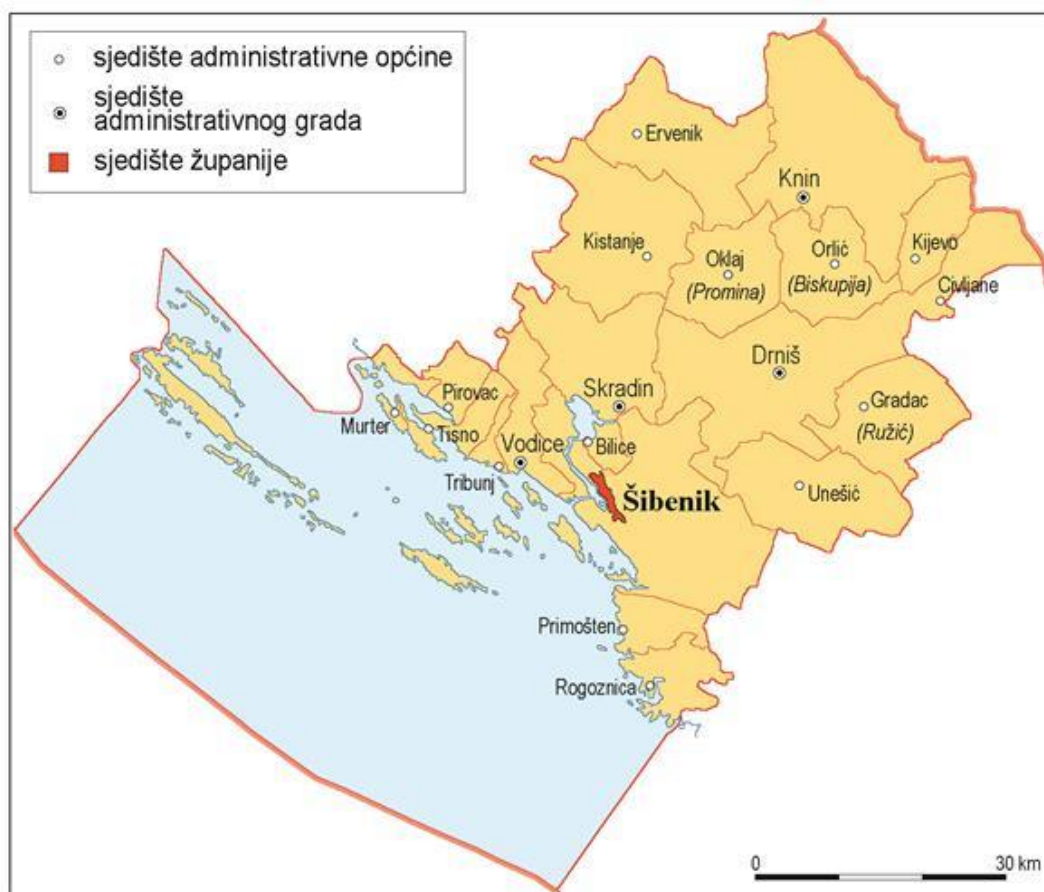 sjedište administrativne općine
sjedište
administrativnog grada
sjedište županije
Ervenik
Knin
Kistanje
Oklaj
(Promina)
Orlić
(Biskupija)
Kijevo
Civljane
Drniš
Pirovac
Skradin
Gradac
(Ružić)
Murter
Tisno
Vodice
Bilice
Tribunj
Unešić
Šibenik
Primošten
Rogoznica
0 30 km